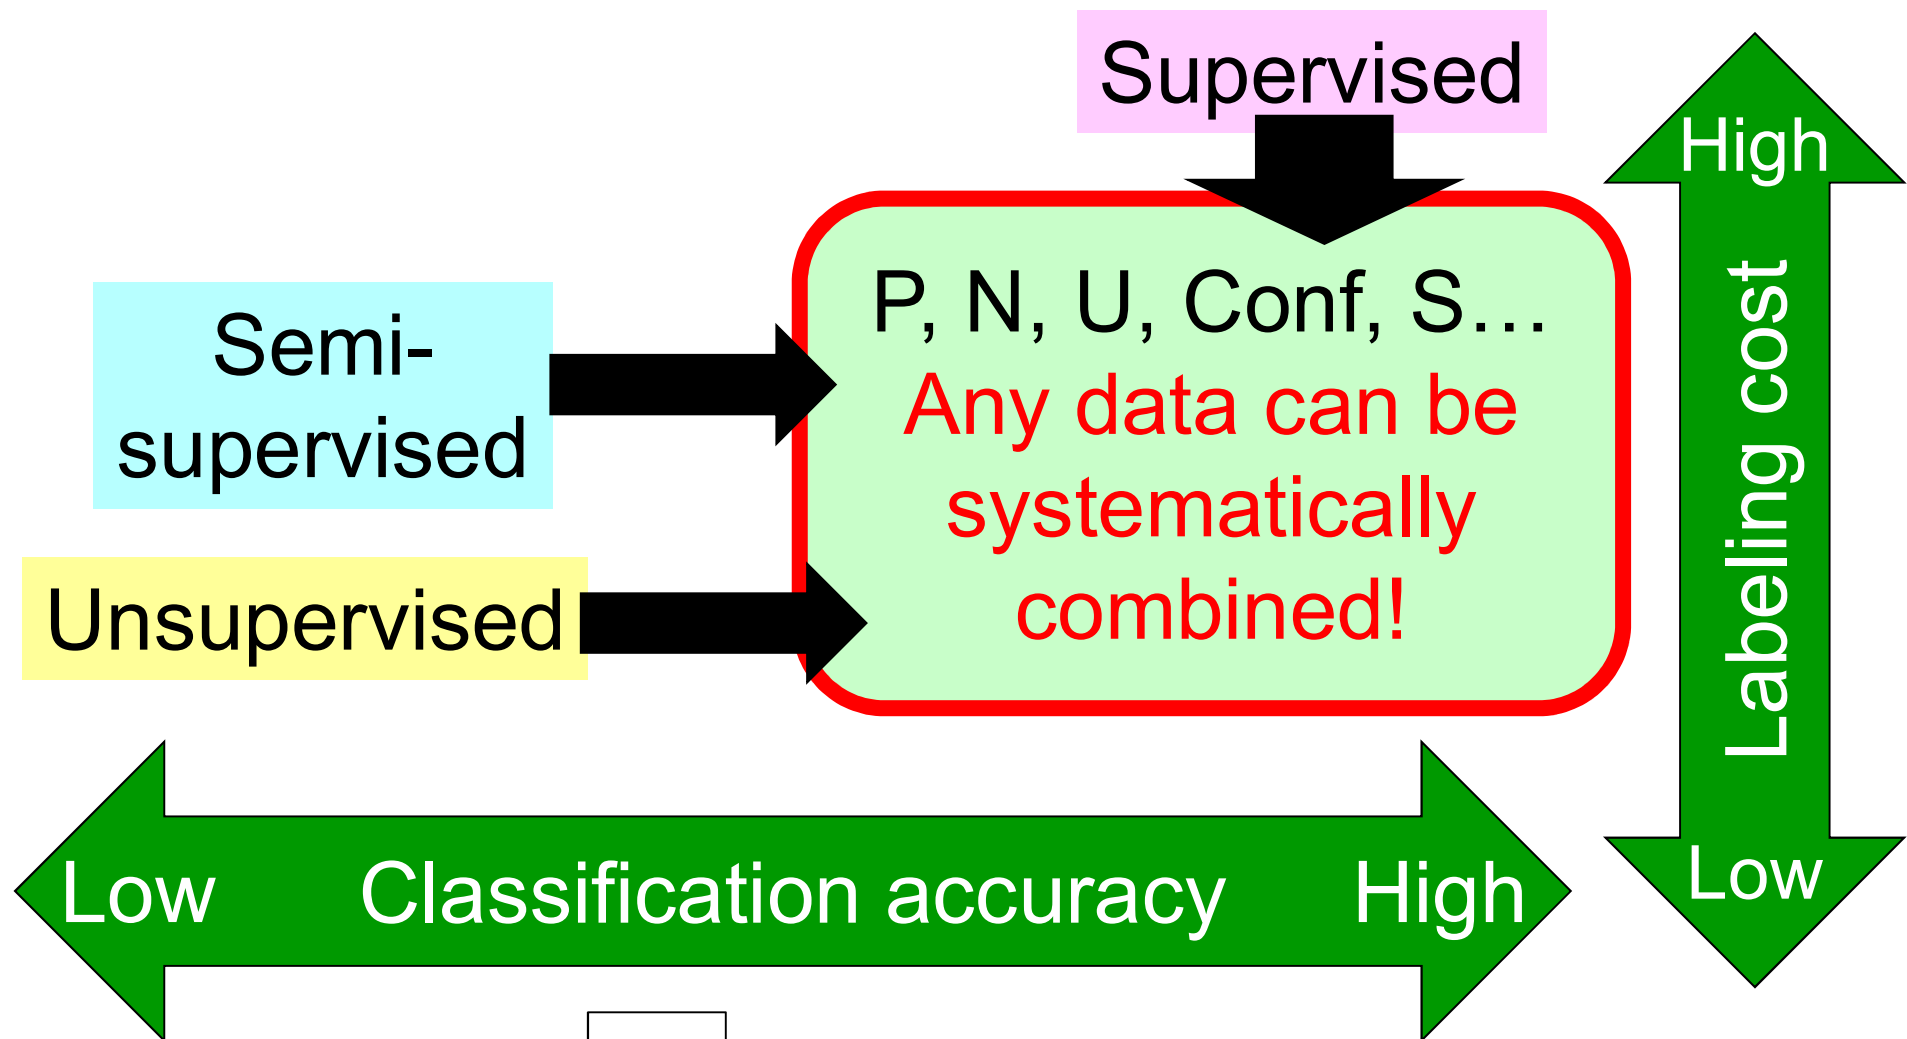 Supervised
High
P, N, U, Conf, S…
Semi-
supervised
Any data can be
systematically
combined!
Unsupervised
Labeling cost
Low
Low Classification accuracy High